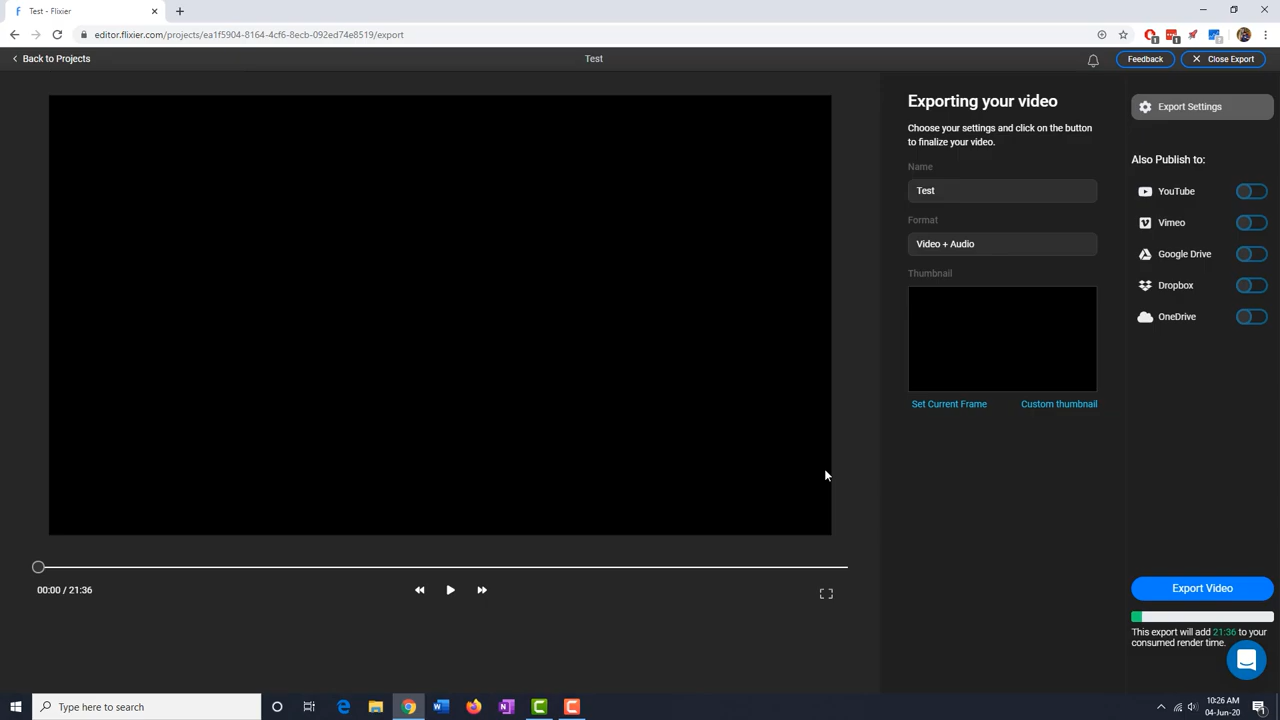 Test - Flixier
editor.flixier.com/projects/ea1f5904-8164-4cf6-8ecb-092ed74e8519/export
Back to Projects
Test
Feedback
Close Export
Exporting your video
Choose your settings and click on the button
to finalize your video.
Name
Test
Format
Video + Audio
Thumbnail
Set Current Frame
Custom thumbnail
Export Settings
Also Publish to:
YouTube
Vimeo
Google Drive
Dropbox
OneDrive
00:00 / 21:36
Export Video
This export will add 21:36 to your
consumed render time.
Type here to search
10:26 AM
04-Jun-20